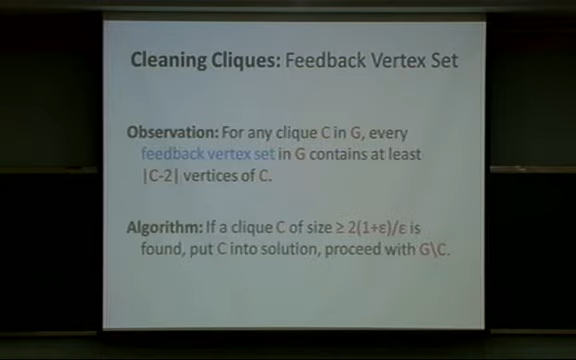 Cleaning Cliques: Feedback Vertex Set
Observation: For any clique C in G, every
feedback vertex set in G contains at least
|C-2| vertices of C.
Algorithm: If a clique C of size ≥ 2(1+ε)/ε is
found, put C into solution, proceed with G\C.